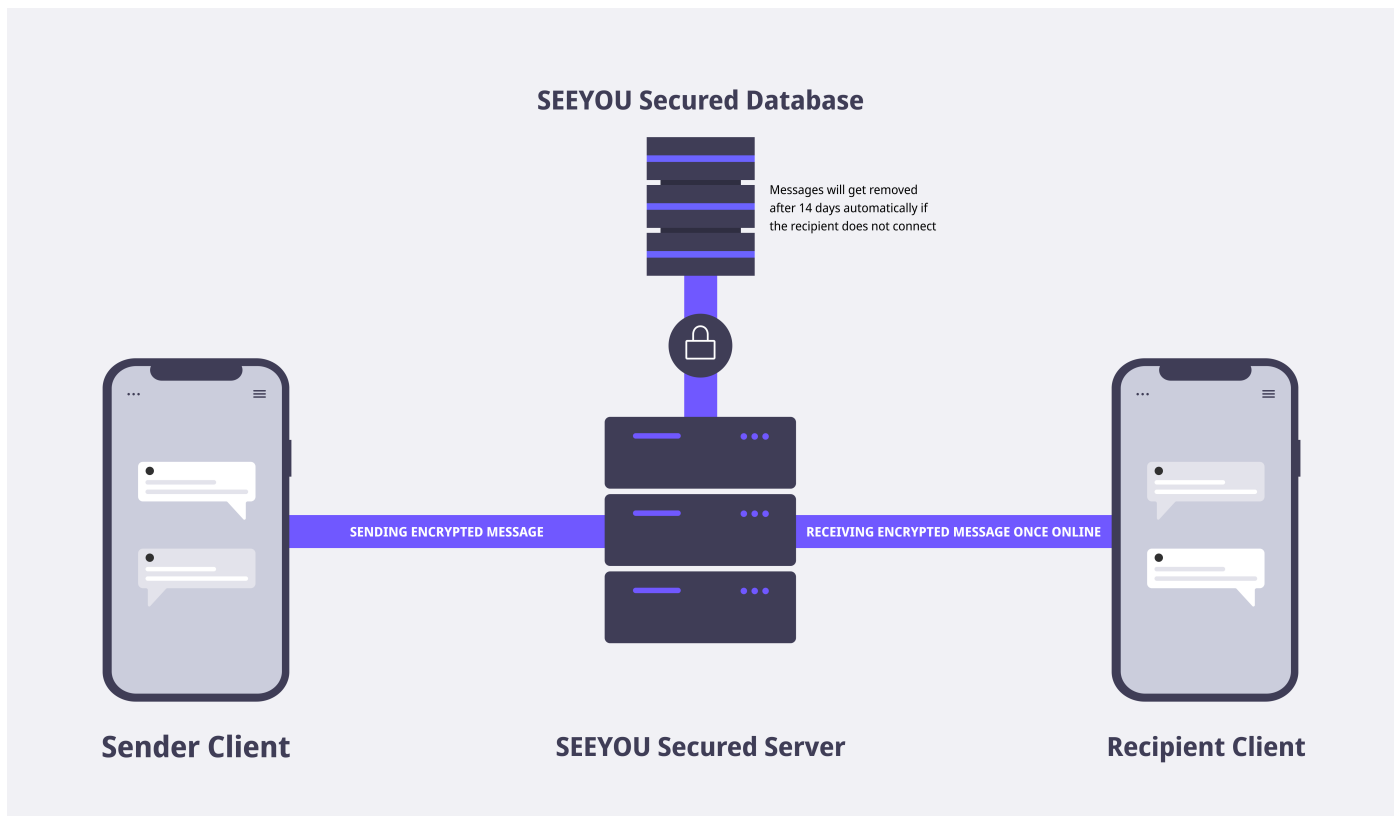 SEEYOU Secured Database
Messages will get removed
after 14 days automatically if
the recipient does not connect
SENDING ENCRYPTED MESSAGE
RECEIVING ENCRYPTED MESSAGE ONCE ONLINE
Sender Client
SEEYOU Secured Server
Recipient Client